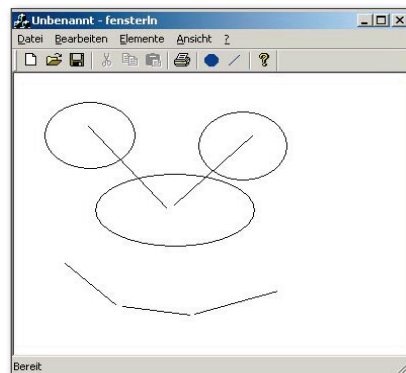 Unbenannt - fensterln
Datei Bearbeiten Elemente Ansicht ?
Bereit